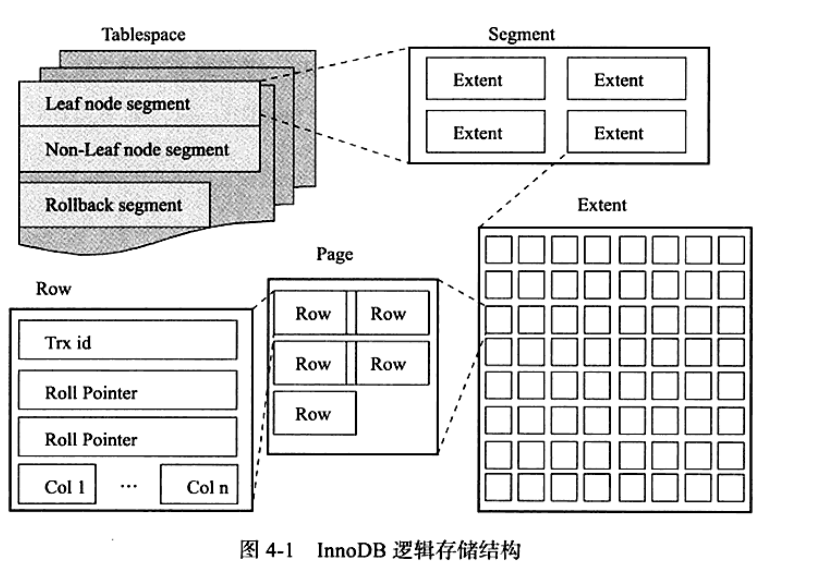 Tablespace
Segment
Leaf node segment
Non-Leaf node segment
Rollback segment
Extent
Extent
Extent
Extent
Extent
Page
Row
Row
Row
Row
Row
Row
Trx id
Roll Pointer
Roll Pointer
Col 1
...
Col n
图 4-1 InnoDB 逻辑存储结构